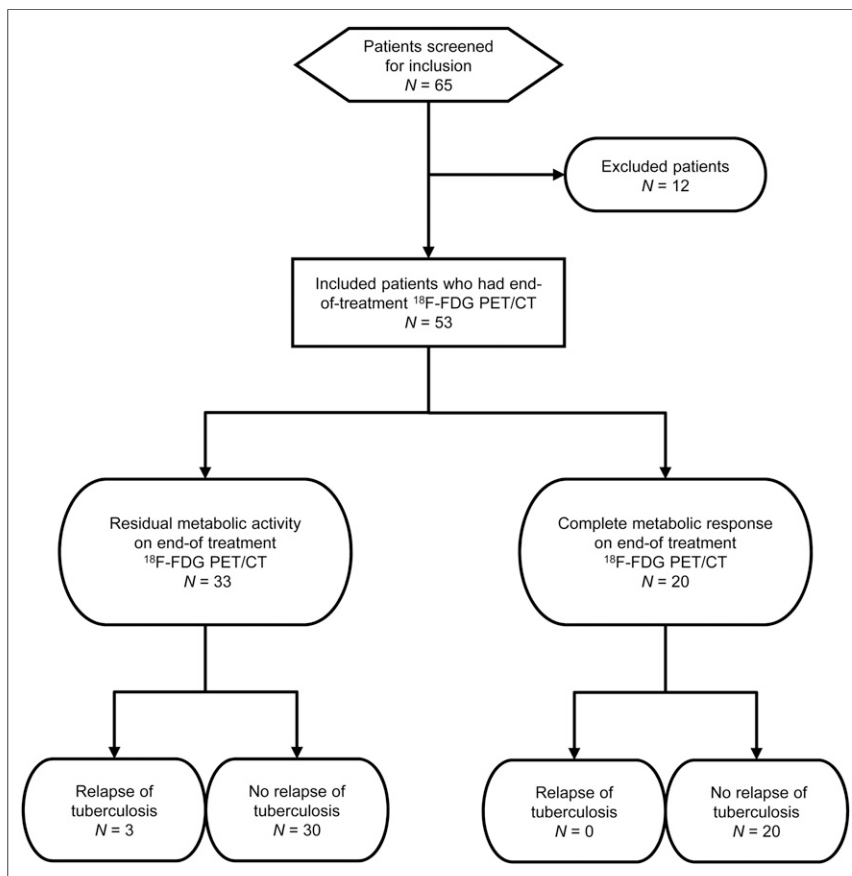 Patients screened
for inclusion
N = 65
Excluded patients
N = 12
Included patients who had end-
of-treatment ¹⁸F-FDG PET/CT
N = 53
Residual metabolic activity
on end-of treatment
¹⁸F-FDG PET/CT
N = 33
Complete metabolic response
on end-of treatment
¹⁸F-FDG PET/CT
N = 20
Relapse of
tuberculosis
N = 3
No relapse of
tuberculosis
N = 30
Relapse of
tuberculosis
N = 0
No relapse of
tuberculosis
N = 20